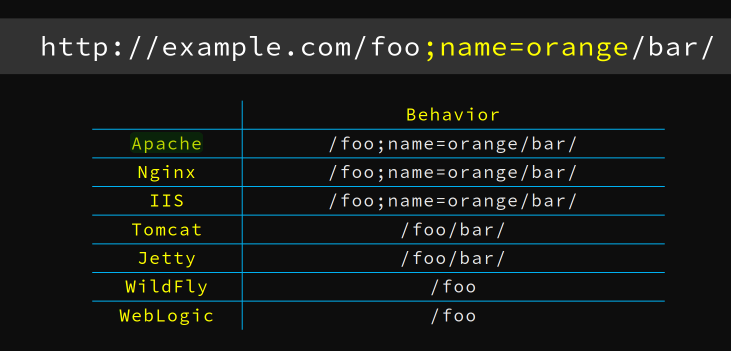 http://example.com/foo;name=orange/bar/
Behavior
Apache /foo;name=orange/bar/
Nginx /foo;name=orange/bar/
IIS /foo;name=orange/bar/
Tomcat /foo/bar/
Jetty /foo/bar/
WildFly /foo
WebLogic /foo